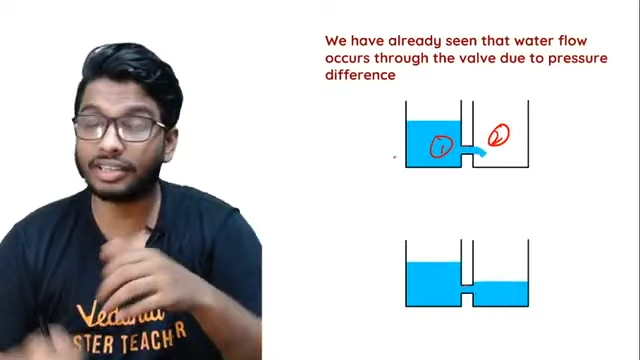 We have already seen that water flow
occurs through the valve due to pressure
difference
1
2
Vedantu
MASTER TEACHER